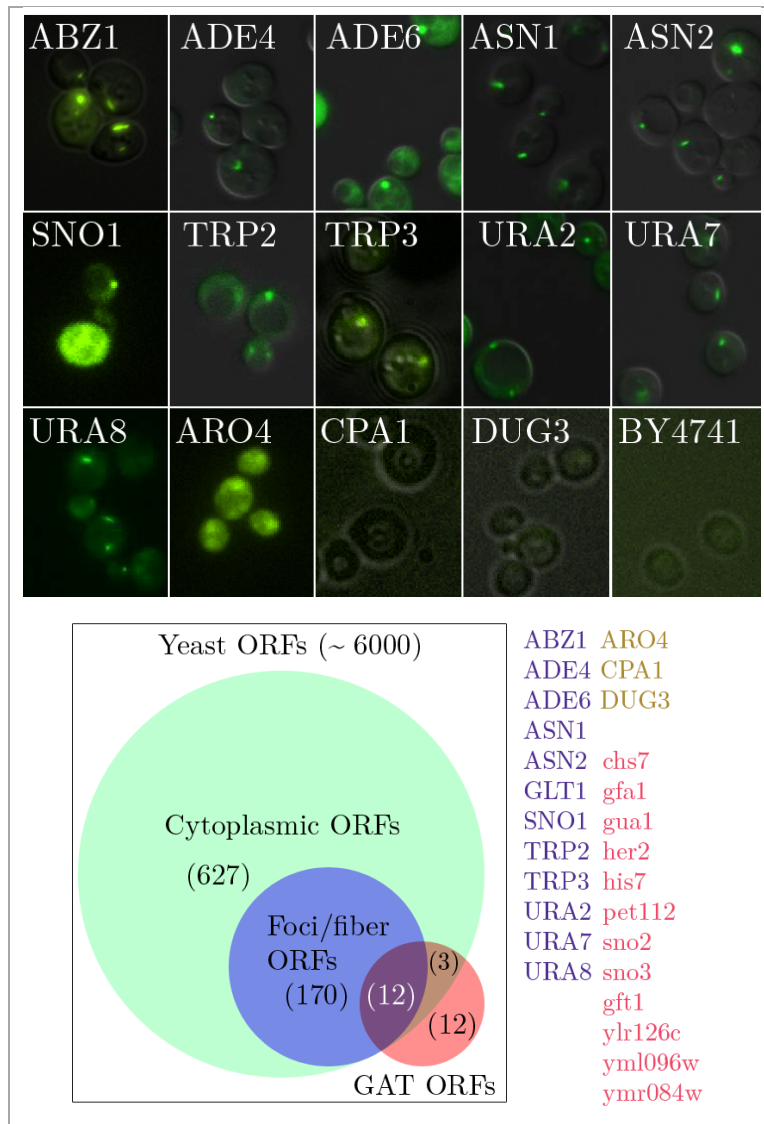 ABZ1 ADE4 ADE6 ASN1 ASN2
SNO1 TRP2 TRP3 URA2 URA7
URA8 ARO4 CPA1 DUG3 BY4741
Yeast ORFs (~ 6000)
Cytoplasmic ORFs
(627)
Foci/fiber
ORFs
(170)
(12)
(3)
(12)
GAT ORFs
ABZ1 ARO4
ADE4 CPA1
ADE6 DUG3
ASN1
ASN2 chs7
GLT1 gfa1
SNO1 gua1
TRP2 her2
TRP3 his7
URA2 pet112
URA7 sno2
URA8 sno3
gft1
ylr126c
yml096w
ymr084w